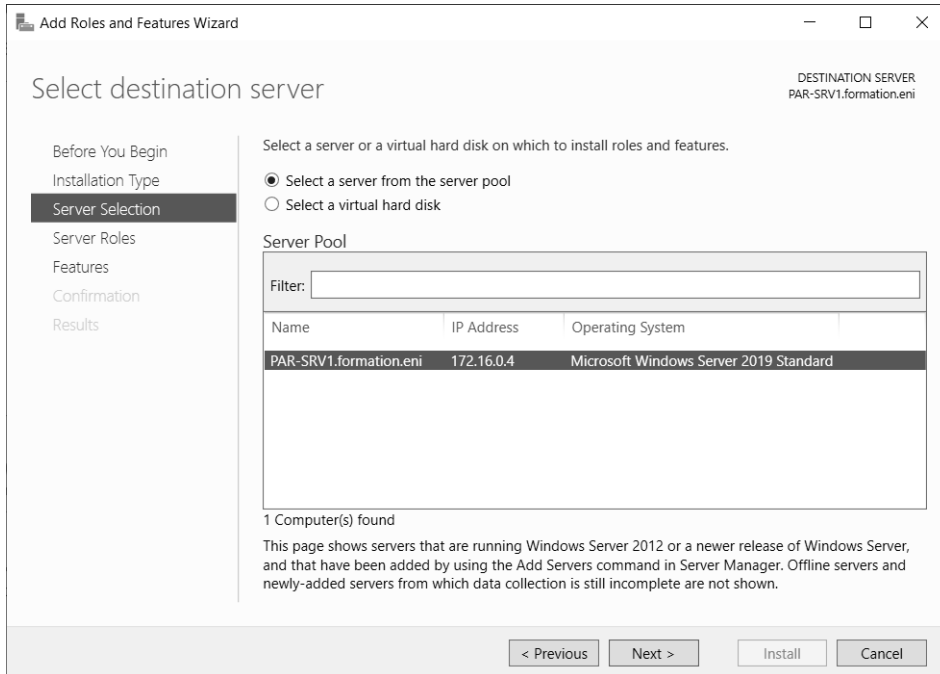 Add Roles and Features Wizard
Select destination server
DESTINATION SERVER
PAR-SRV1.formation.eni
Before You Begin
Installation Type
Server Selection
Server Roles
Features
Confirmation
Results
Select a server or a virtual hard disk on which to install roles and features.
Select a server from the server pool
Select a virtual hard disk
Server Pool
Filter:
Name IP Address Operating System
PAR-SRV1.formation.eni 172.16.0.4 Microsoft Windows Server 2019 Standard
1 Computer(s) found
This page shows servers that are running Windows Server 2012 or a newer release of Windows Server,
and that have been added by using the Add Servers command in Server Manager. Offline servers and
newly-added servers from which data collection is still incomplete are not shown.
< Previous Next > Install Cancel